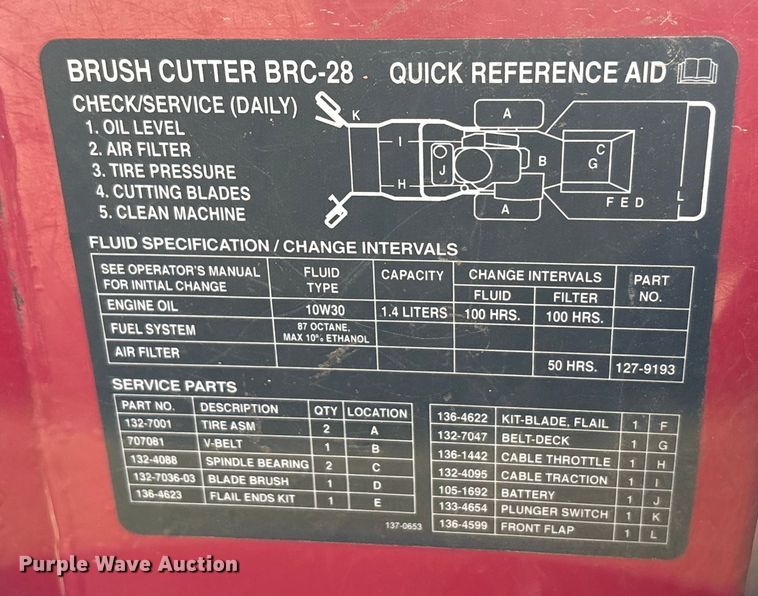 BRUSH CUTTER BRC-28 QUICK REFERENCE AID
CHECK/SERVICE (DAILY)
1. OIL LEVEL
2. AIR FILTER
3. TIRE PRESSURE
4. CUTTING BLADES
5. CLEAN MACHINE
K
A
I
J
B
C
G
H
F E D
L
L
A
FLUID SPECIFICATION / CHANGE INTERVALS
SEE OPERATOR'S MANUAL FOR INITIAL CHANGE FLUID TYPE CAPACITY CHANGE INTERVALS PART NO.
FLUID FILTER
ENGINE OIL 10W30 1.4 LITERS 100 HRS. 100 HRS.
FUEL SYSTEM 87 OCTANE, MAX 10% ETHANOL
AIR FILTER 50 HRS. 127-9193
SERVICE PARTS
PART NO. DESCRIPTION QTY LOCATION
132-7001 TIRE ASM 2 A
707081 V-BELT 1 B
132-4088 SPINDLE BEARING 2 C
132-7036-03 BLADE BRUSH 1 D
136-4623 FLAIL ENDS KIT 1 E
136-4622 KIT-BLADE, FLAIL 1 F
132-7047 BELT-DECK 1 G
136-1442 CABLE THROTTLE 1 H
132-4095 CABLE TRACTION 1 I
105-1692 BATTERY 1 J
133-4654 PLUNGER SWITCH 1 K
136-4599 FRONT FLAP 1 L
137-0653
Purple Wave Auction